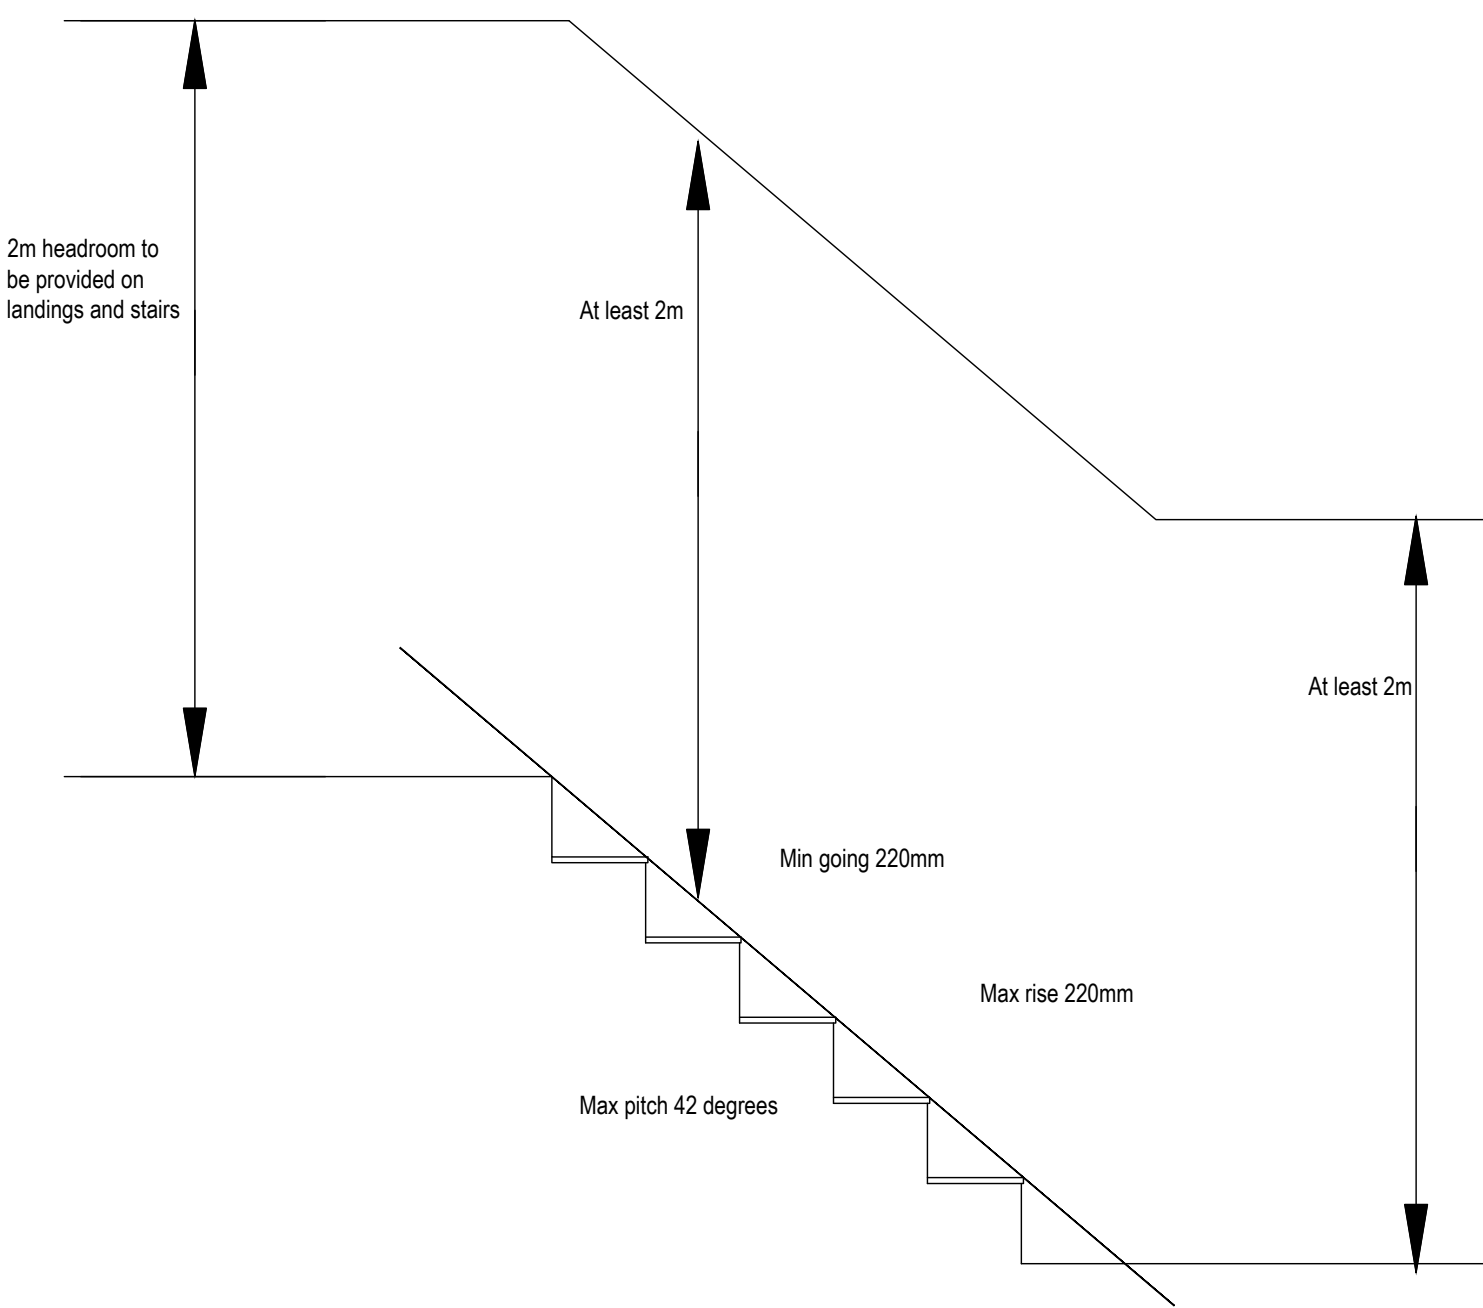 2m headroom to
be provided on
landings and stairs
At least 2m
At least 2m
Min going 220mm
Max rise 220mm
Max pitch 42 degrees